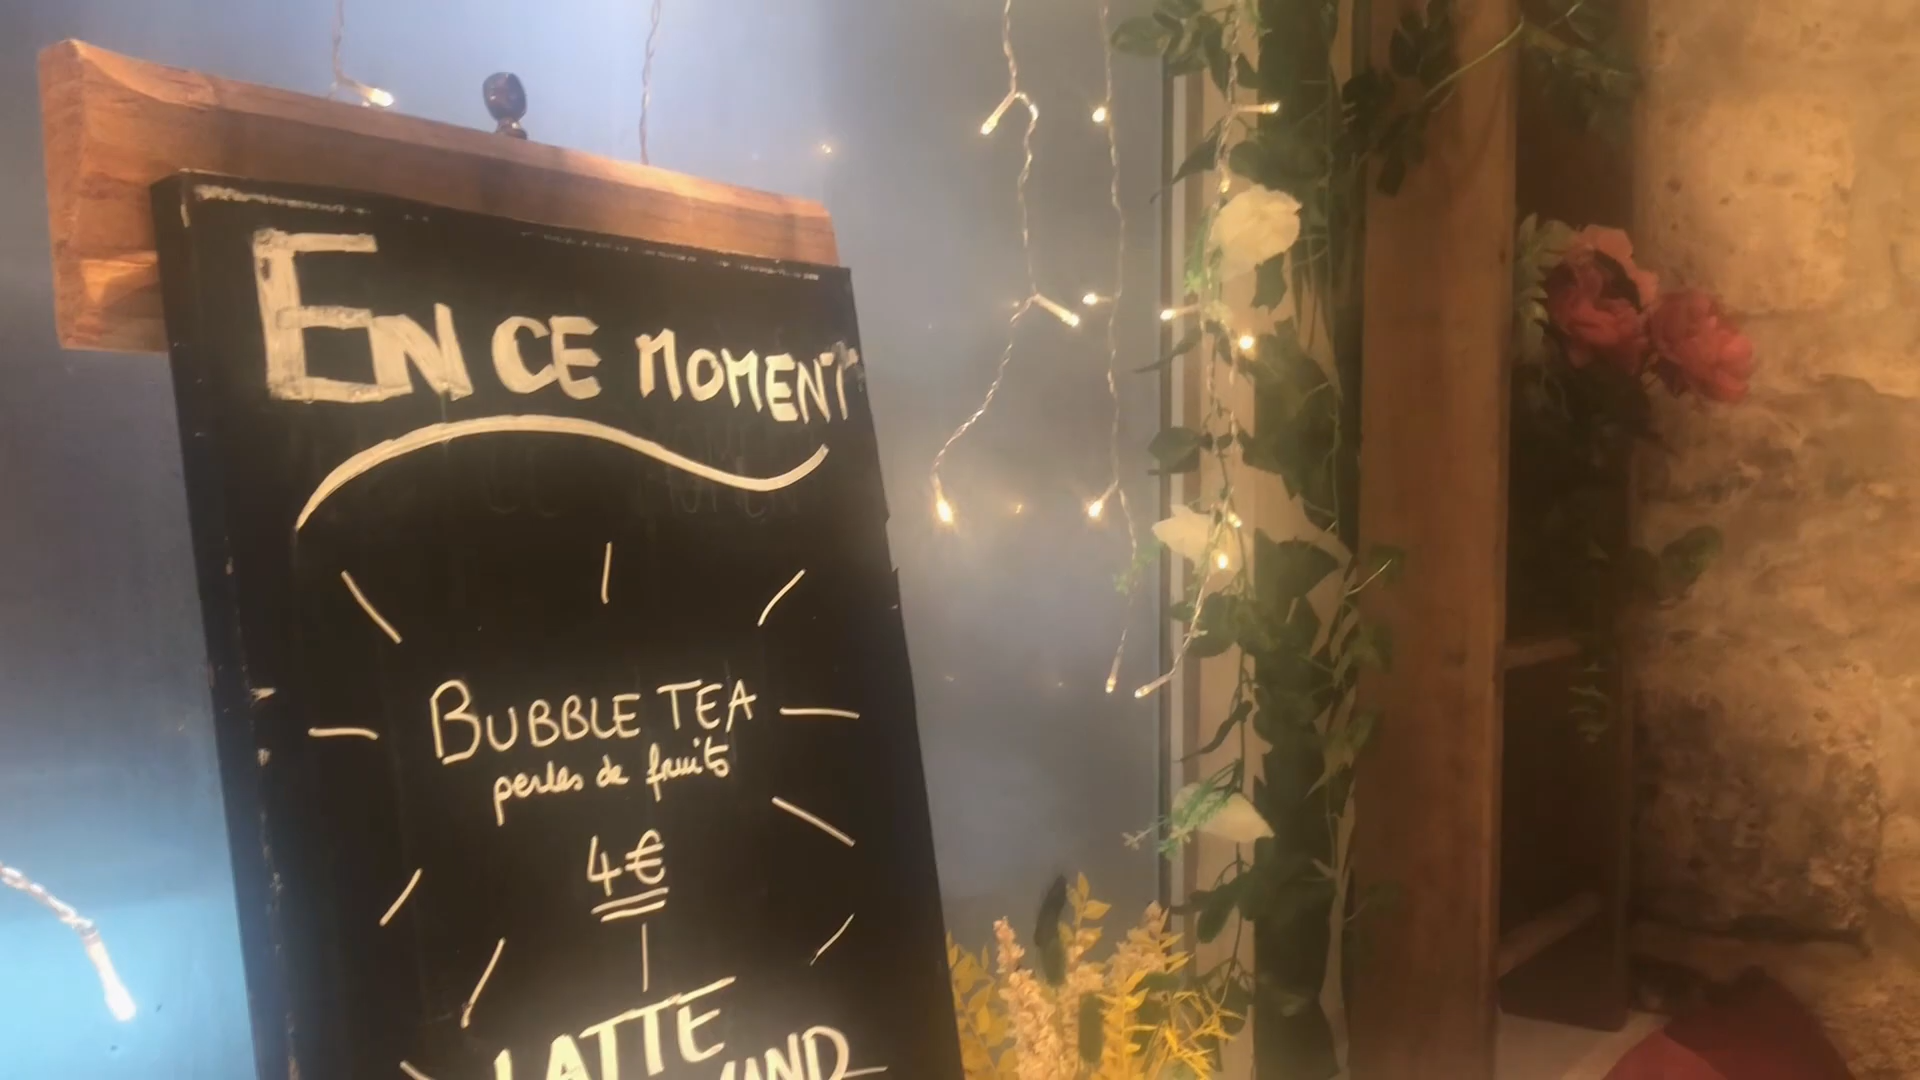 EN CE MOMENT
BUBBLE TEA
perles de fruits
4€
LATTE